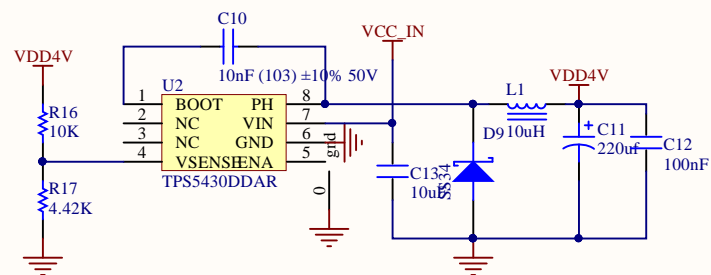 C10
VCC_IN
VDD4V
10nF (103) ±10% 50V
VDD4V
U2
L1
1 BOOT PH 8
2 NC VIN 7
3 NC GND 6
4 VSENSE ENA 5
gnd
0
TPS5430DDAR
R16
10K
R17
4.42K
D9
SS34
10uH
C11
220uf
C12
100nF
C13
10uF